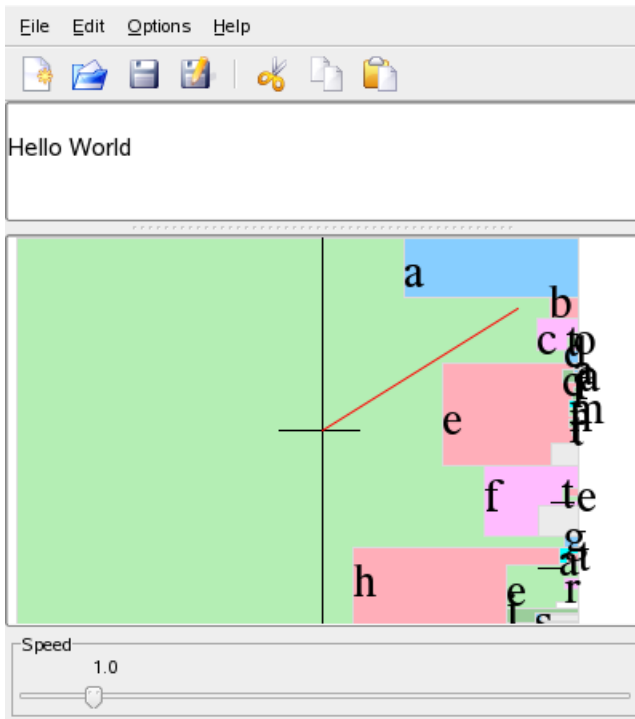 File Edit Options Help
Hello World
a
b
c t p
e
m
f t e
g
h
a t
e r
s
Speed
1.0